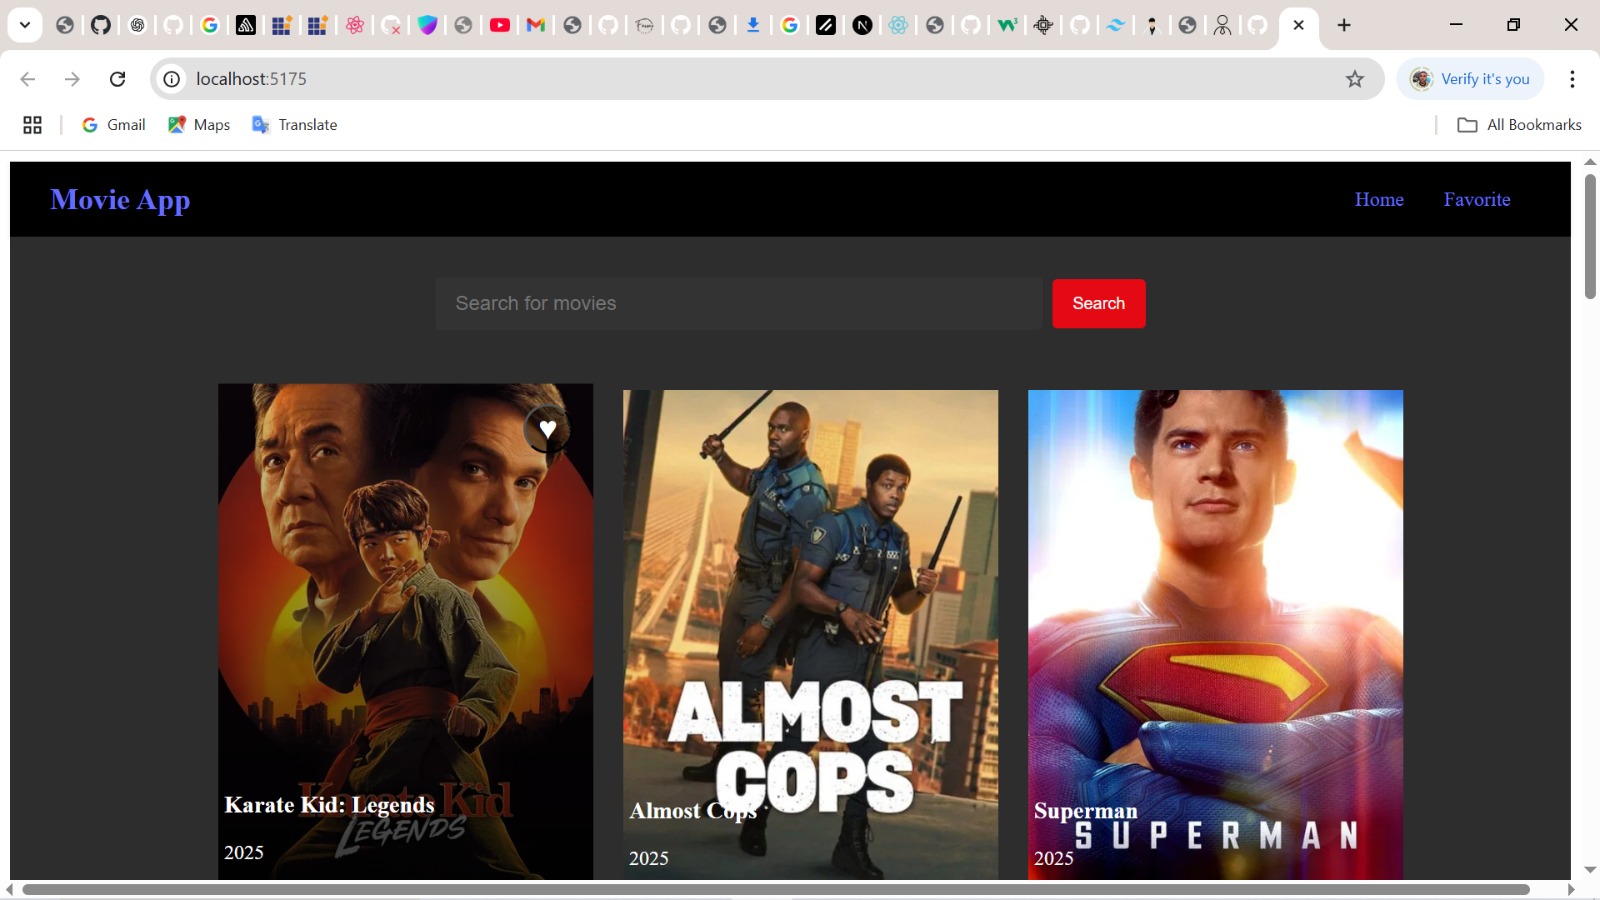 localhost:5175
Verify it's you
Gmail Maps Translate All Bookmarks
Movie App Home Favorite
Search for movies Search
ALMOST
COPS
Karate Kid
Karate Kid: Legends Almost Cops Superman
LEGENDS SUPERMAN
2025 2025 2025